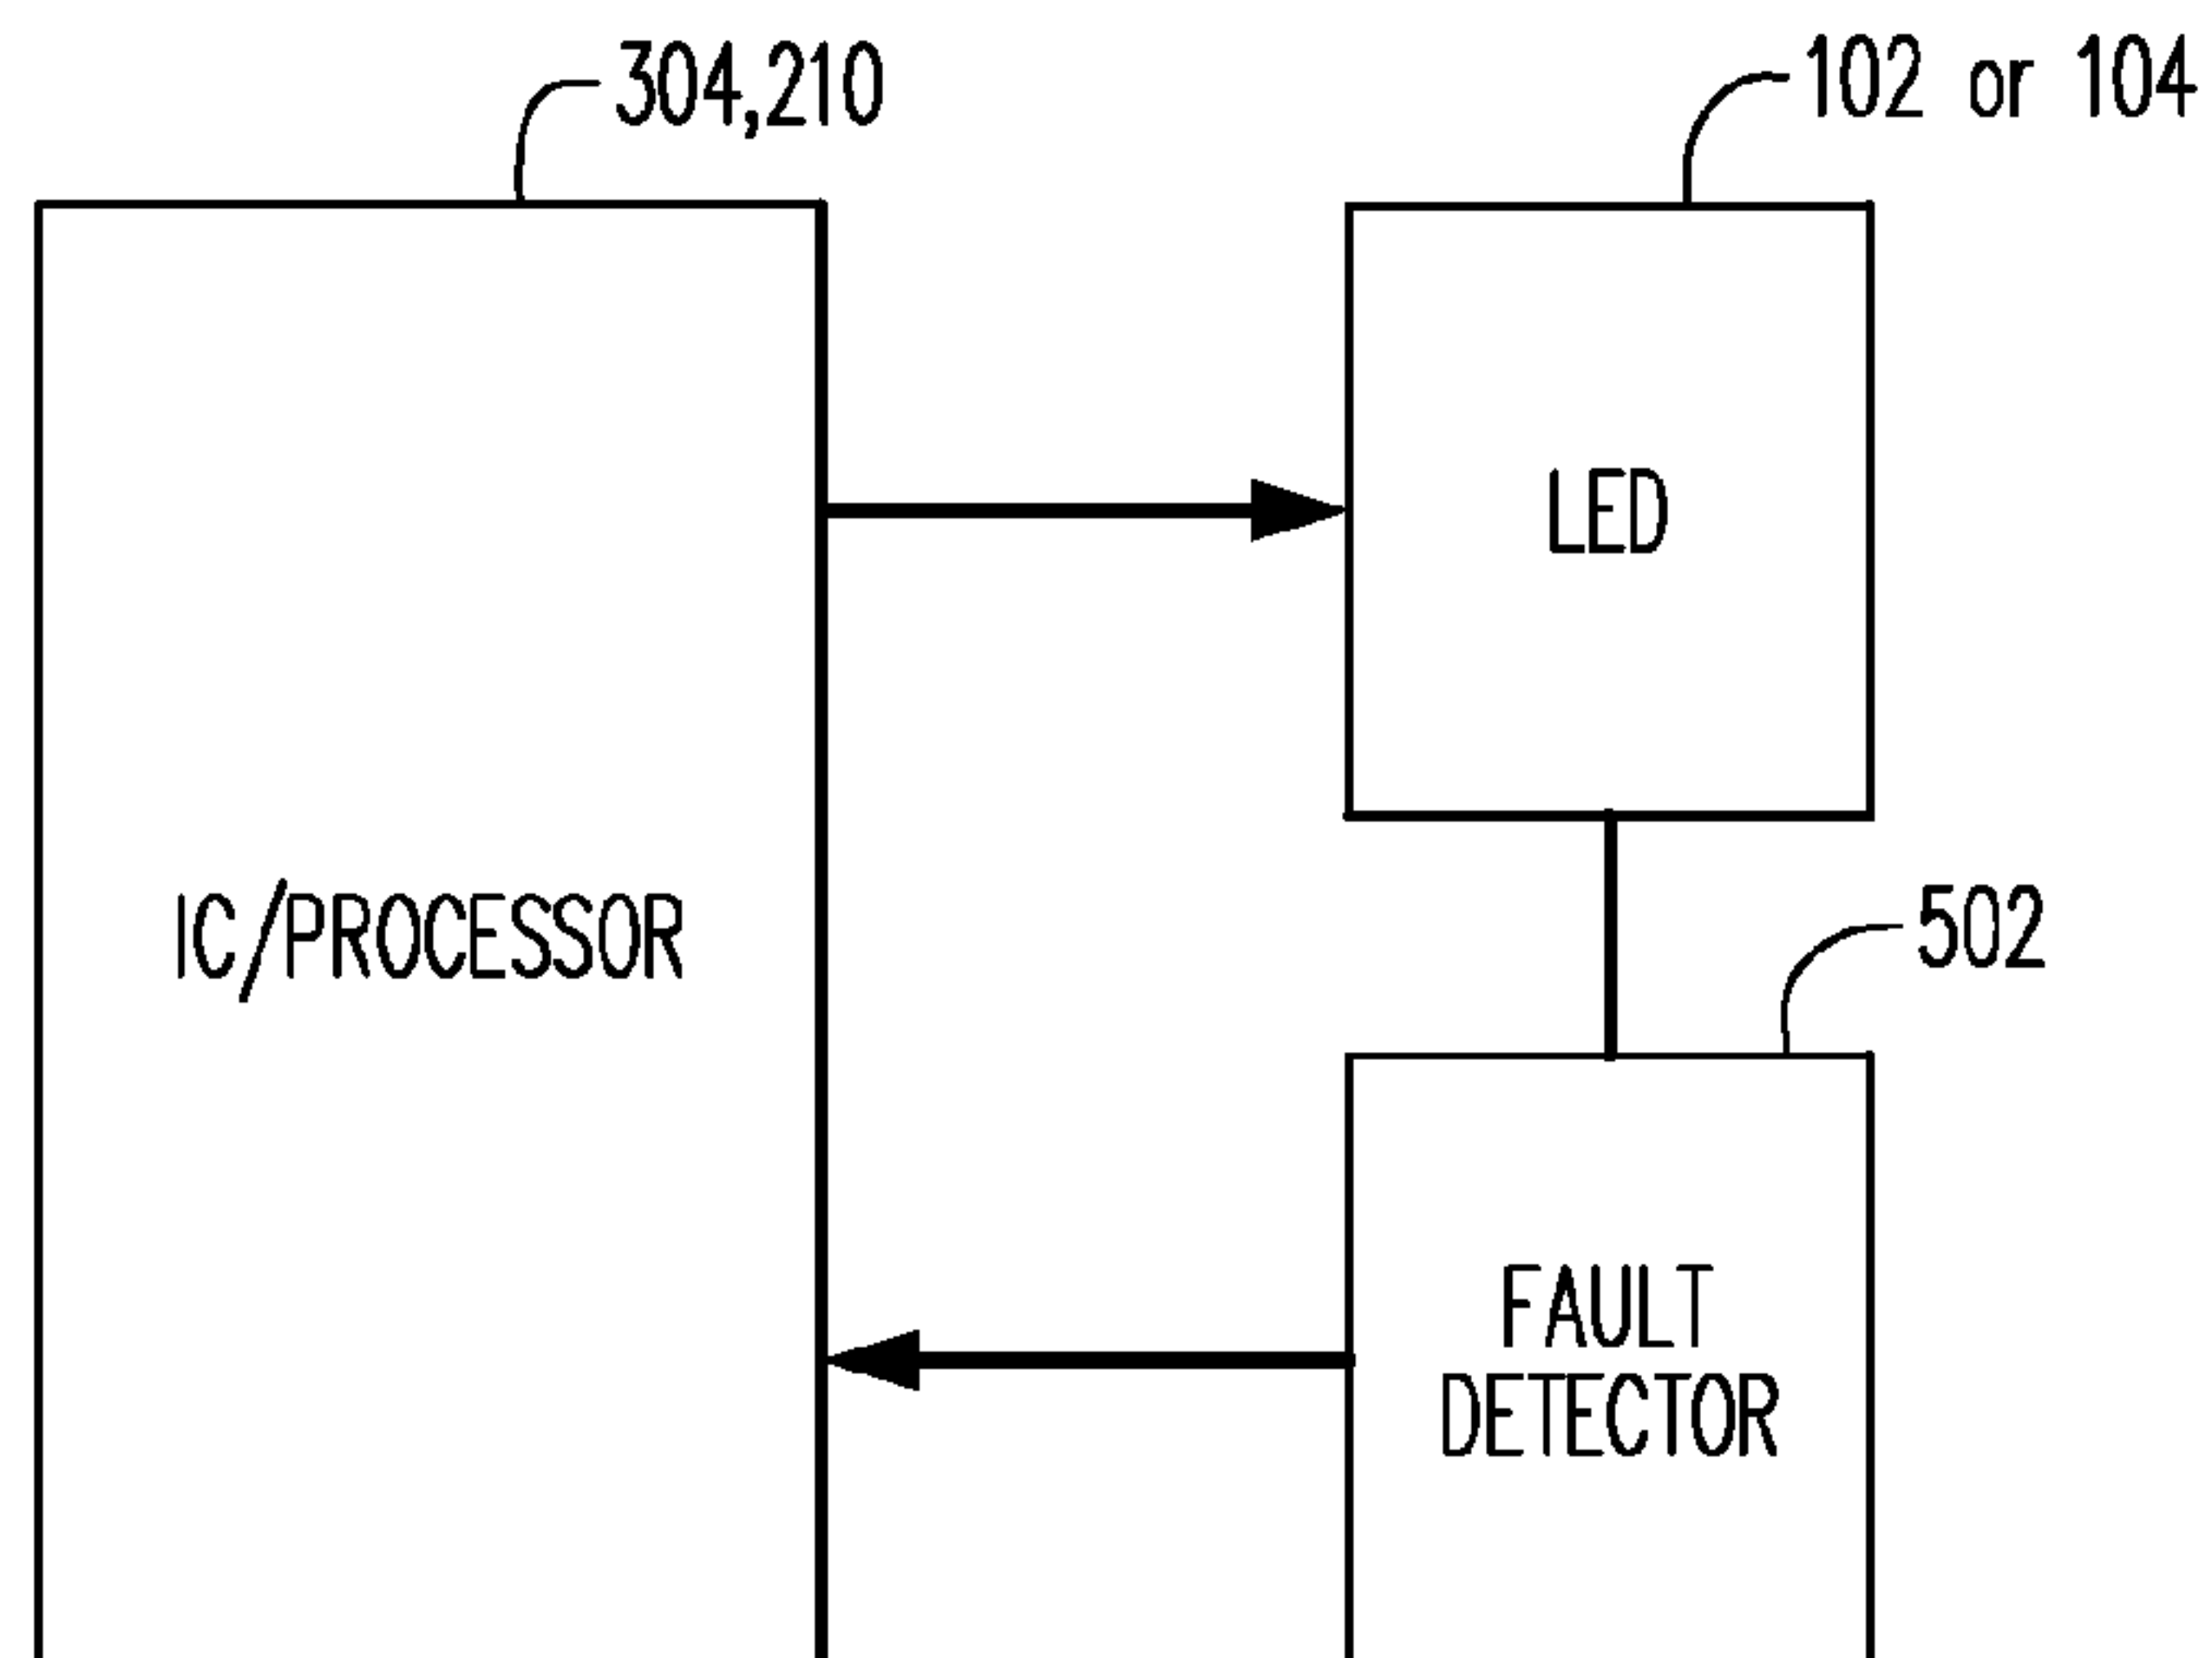 304,210
102 or 104
LED
IC/PROCESSOR
502
FAULT
DETECTOR